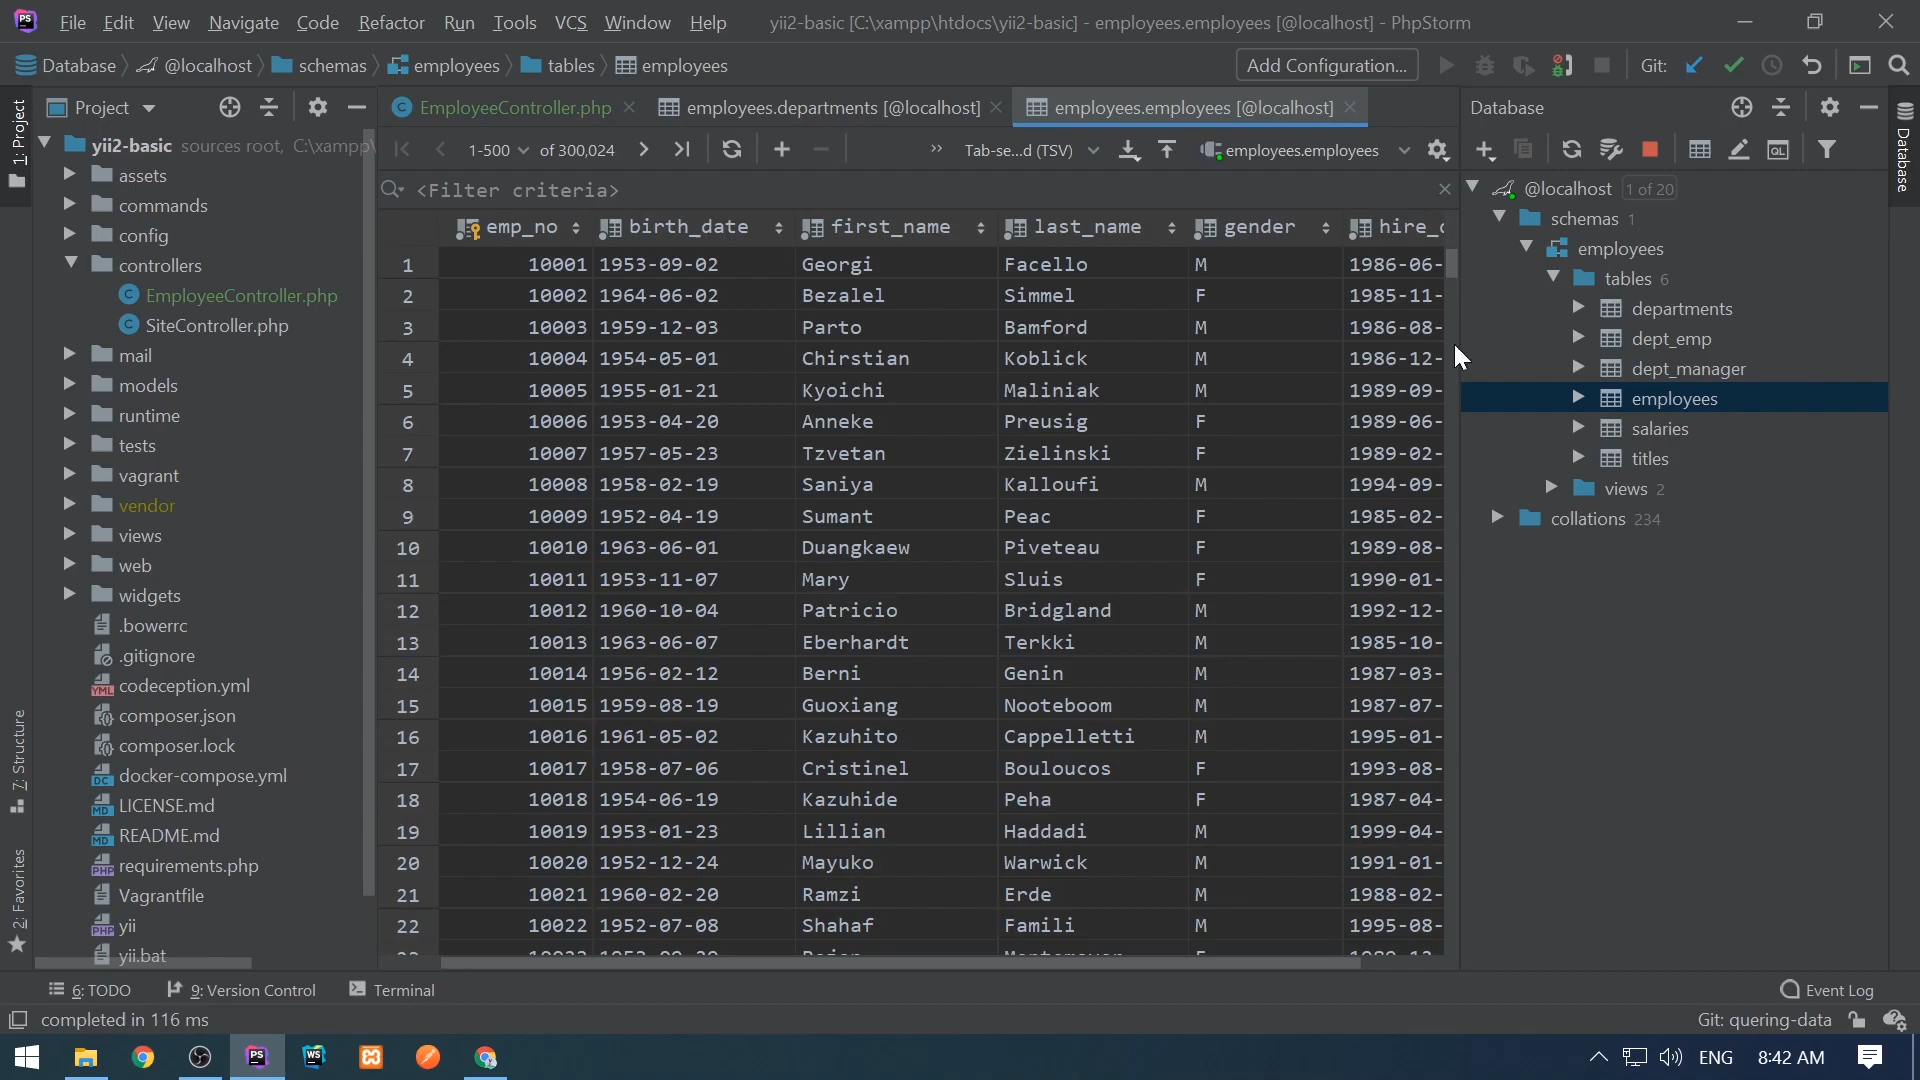 PS File Edit View Navigate Code Refactor Run Tools VCS Window Help yii2-basic [C:\xampp\htdocs\yii2-basic] - employees.employees [@localhost] - PhpStorm
Database @localhost schemas employees tables employees Add Configuration... Git:
1: Project
7: Structure
2: Favorites
Project
yii2-basic sources root, C:\xampp\
assets
commands
config
controllers
EmployeeController.php
SiteController.php
mail
models
runtime
tests
vagrant
vendor
views
web
widgets
.bowerrc
.gitignore
codeception.yml
composer.json
composer.lock
docker-compose.yml
LICENSE.md
README.md
requirements.php
Vagrantfile
yii
yii.bat
EmployeeController.php employees.departments [@localhost] employees.employees [@localhost]
1-500 of 300,024 Tab-se...d (TSV) employees.employees
<Filter criteria>
emp_no birth_date first_name last_name gender hire_
1 10001 1953-09-02 Georgi Facello M 1986-06-
2 10002 1964-06-02 Bezalel Simmel F 1985-11-
3 10003 1959-12-03 Parto Bamford M 1986-08-
4 10004 1954-05-01 Chirstian Koblick M 1986-12-
5 10005 1955-01-21 Kyoichi Maliniak M 1989-09-
6 10006 1953-04-20 Anneke Preusig F 1989-06-
7 10007 1957-05-23 Tzvetan Zielinski F 1989-02-
8 10008 1958-02-19 Saniya Kalloufi M 1994-09-
9 10009 1952-04-19 Sumant Peac F 1985-02-
10 10010 1963-06-01 Duangkaew Piveteau F 1989-08-
11 10011 1953-11-07 Mary Sluis F 1990-01-
12 10012 1960-10-04 Patricio Bridgland M 1992-12-
13 10013 1963-06-07 Eberhardt Terkki M 1985-10-
14 10014 1956-02-12 Berni Genin M 1987-03-
15 10015 1959-08-19 Guoxiang Nooteboom M 1987-07-
16 10016 1961-05-02 Kazuhito Cappelletti M 1995-01-
17 10017 1958-07-06 Cristinel Bouloucos F 1993-08-
18 10018 1954-06-19 Kazuhide Peha F 1987-04-
19 10019 1953-01-23 Lillian Haddadi M 1999-04-
20 10020 1952-12-24 Mayuko Warwick M 1991-01-
21 10021 1960-02-20 Ramzi Erde M 1988-02-
22 10022 1952-07-08 Shahaf Famili M 1995-08-
Database
@localhost 1 of 20
schemas 1
employees
tables 6
departments
dept_emp
dept_manager
employees
salaries
titles
views 2
collations 234
Database
6: TODO 9: Version Control Terminal Event Log
completed in 116 ms Git: quering-data
PS WS ENG 8:42 AM